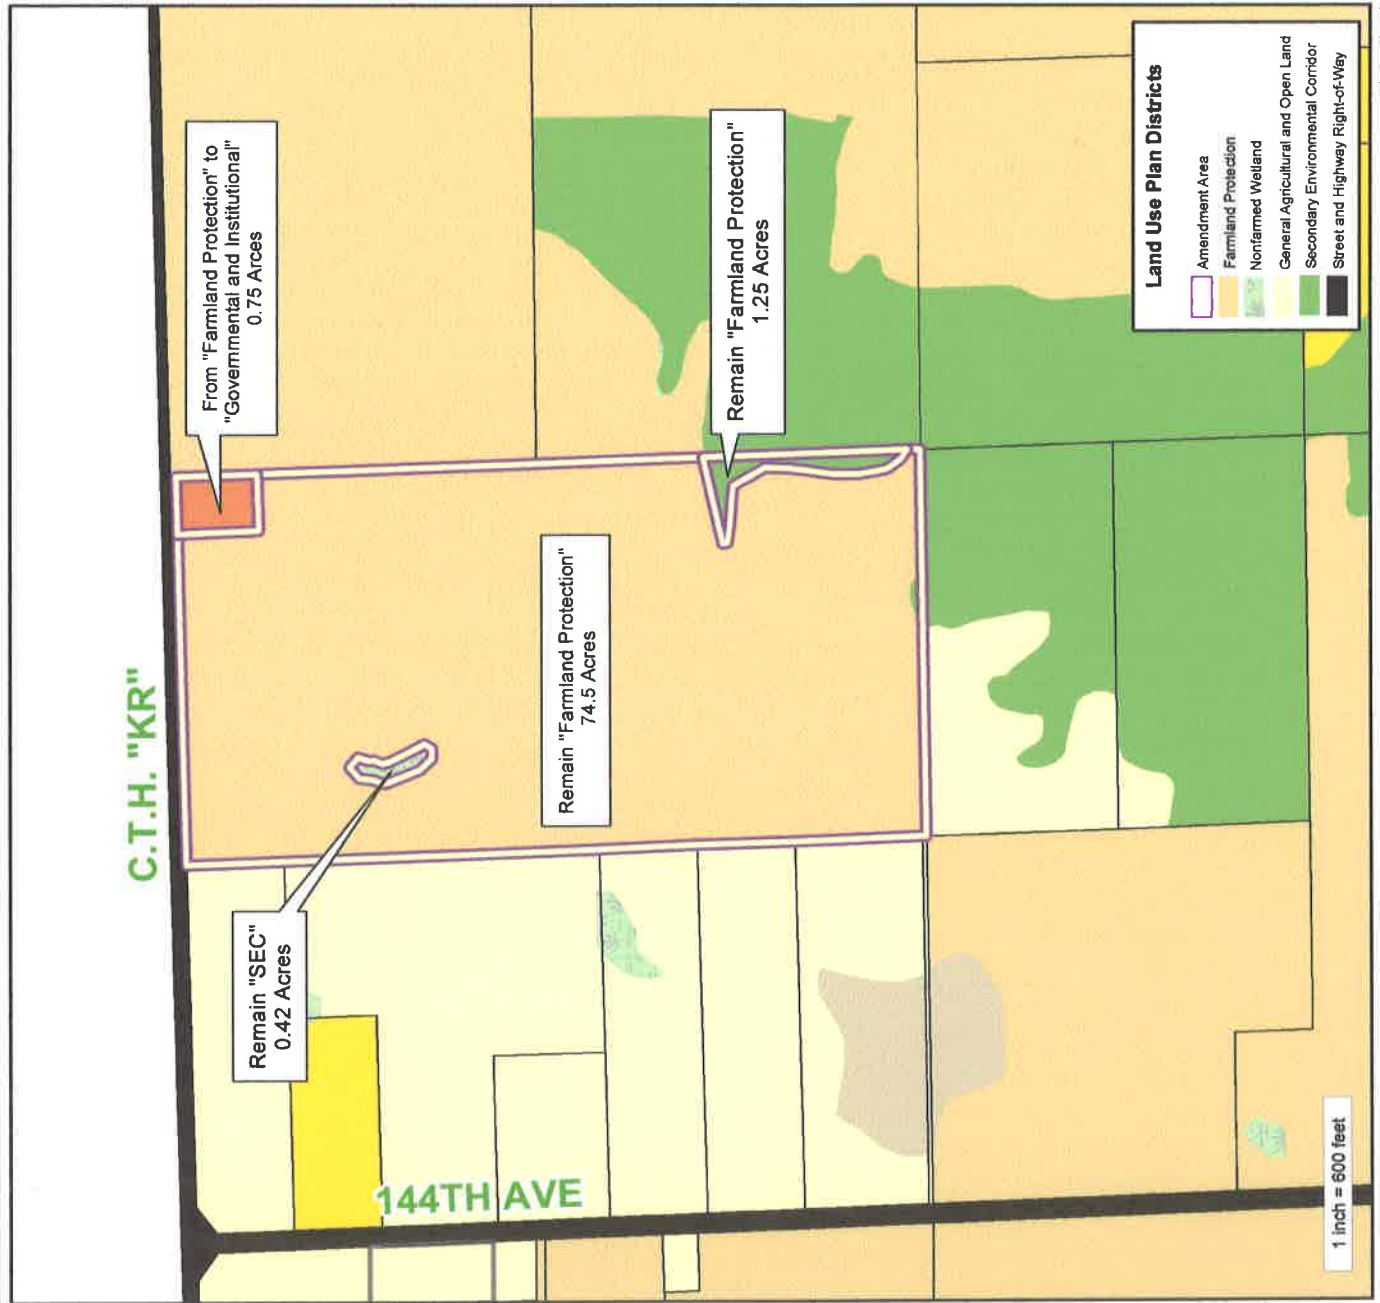 C.T.H. "KR"
From "Farmland Protection" to
"Governmental and Institutional"
0.75 Arces
Remain "SEC"
0.42 Acres
Remain "Farmland Protection"
74.5 Acres
Remain "Farmland Protection"
1.25 Acres
144TH AVE
Land Use Plan Districts
Amendment Area
Farmland Protection
Nonfarmed Wetland
General Agricultural and Open Land
Secondary Environmental Corridor
Street and Highway Right-of-Way
1 inch = 600 feet